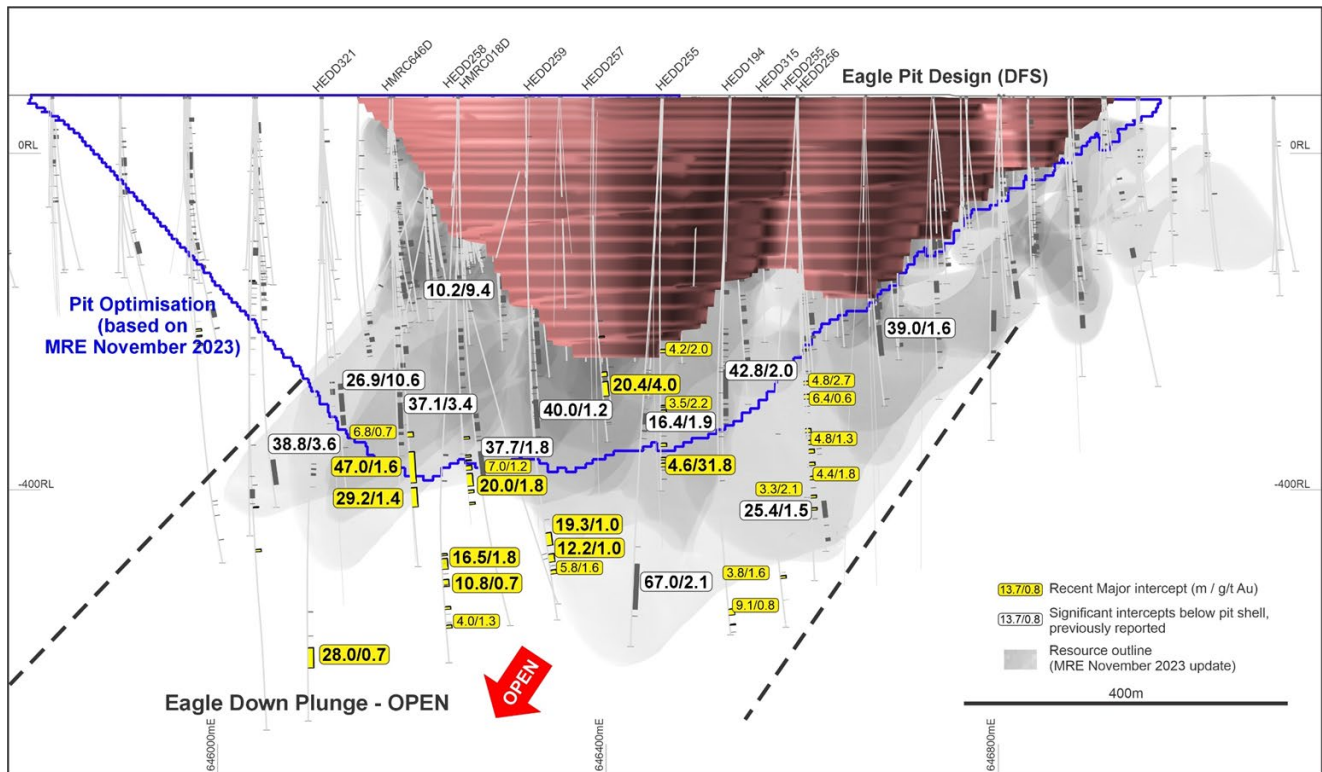 HEDD321
HMRC646D
HEDD258
HMRC018D
HEDD259
HEDD257
HEDD255
HEDD194
HEDD315
HEDD255
HEDD256
Eagle Pit Design (DFS)
0RL
0RL
Pit Optimisation
(based on
MRE November 2023)
10.2/9.4
39.0/1.6
4.2/2.0
42.8/2.0
26.9/10.6
20.4/4.0
4.8/2.7
6.4/0.6
37.1/3.4
40.0/1.2
3.5/2.2
16.4/1.9
6.8/0.7
38.8/3.6
37.7/1.8
4.8/1.3
47.0/1.6
7.0/1.2
4.6/31.8
20.0/1.8
4.4/1.8
29.2/1.4
3.3/2.1
-400RL
-400RL
25.4/1.5
19.3/1.0
12.2/1.0
16.5/1.8
5.8/1.6
10.8/0.7
67.0/2.1
3.8/1.6
9.1/0.8
4.0/1.3
28.0/0.7
13.7/0.8 Recent Major intercept (m / g/t Au)
13.7/0.8 Significant intercepts below pit shell,
previously reported
Resource outline
(MRE November 2023 update)
400m
OPEN
Eagle Down Plunge - OPEN
646000mE
646400mE
646800mE